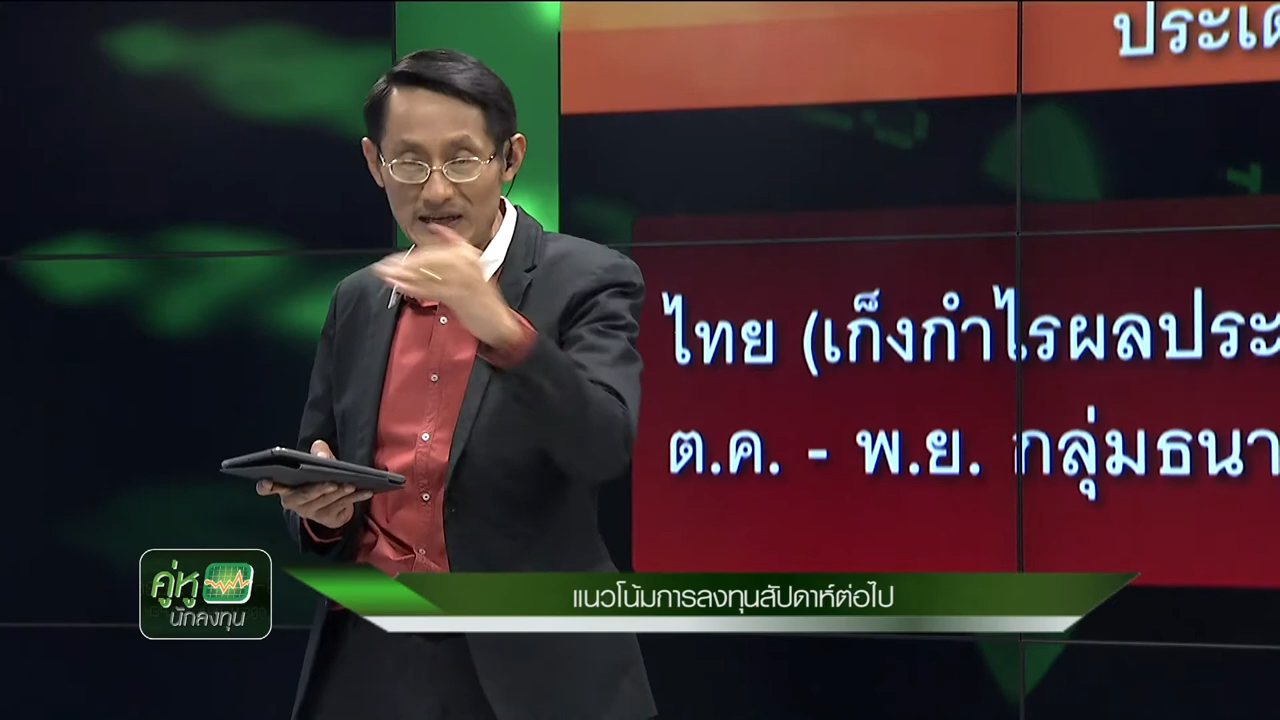 ประเด
ไทย (เก็งกำไรผลประ
ต.ค. - พ.ย. กลุ่มธนา
คู่หู
นักลงทุน
แนวโน้มการลงทุนสัปดาห์ต่อไป